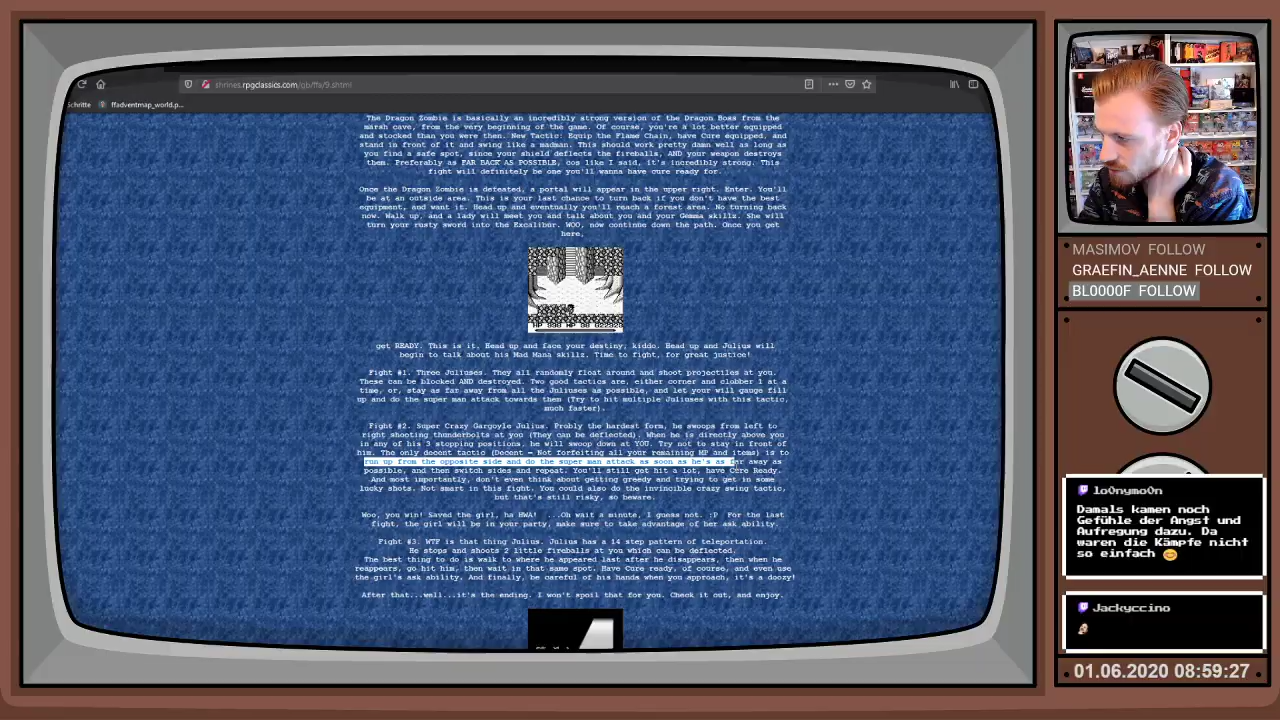 shrines.rpgclassics.com/gb/ffa/9.shtml
Schritte
ffadventmap_world.p...
The Dragon Zombie is basically an incredibly strong version of the Dragon Boss from the
marsh cave, from the very beginning of the game. Of course, you're a lot better equipped
and stocked than you were then. New Tactic: Equip the Flame Chain, have Cure equipped, and
stand in front of it and swing like a madman. This should work pretty damn well as long as
you find a safe spot, since your shield deflects the fireballs, AND your weapon destroys
them. Preferably as FAR BACK AS POSSIBLE, cos like I said, it's incredibly strong. This
fight will definitely be one you'll wanna have cure ready for.
Once the Dragon Zombie is defeated, a portal will appear in the upper right. Enter. You'll
be at an outside area. This is your last chance to turn back if you don't have the best
equipment, and want it. Head up and eventually you'll reach a forest area. No turning back
now. Walk up, and a lady will meet you and talk about you and your Gemma skillz. She will
turn your rusty sword into the Excalibur. WOO, now continue down the path. Once you get
here,
get READY. This is it. Head up and face your destiny, kiddo. Head up and Julius will
begin to talk about his Mad Mana skillz. Time to fight, for great justice!
Fight #1. Three Juliuses. They all randomly float around and shoot projectiles at you.
These can be blocked AND destroyed. Two good tactics are, either corner and clobber 1 at a
time, or, stay as far away from all the Juliuses as possible, and let your will gauge fill
up and do the super man attack towards them (Try to hit multiple Juliuses with this tactic,
much faster).
Fight #2. Super Crazy Gargoyle Julius. Probly the hardest form, he swoops from left to
right shooting thunderbolts at you (They can be deflected). When he is directly above you
in any of his 3 stopping positions, he will swoop down at YOU. Try not to stay in front of
him. The only decent tactic (Decent = Not forfeiting all your remaining MP and items) is to
run up from the opposite side and do the super man attack as soon as he's as far away as
possible, and then switch sides and repeat. You'll still get hit a lot, have Cure Ready.
And most importantly, don't even think about getting greedy and trying to get in some
lucky shots. Not smart in this fight. You could also do the invincible crazy swing tactic,
but that's still risky, so beware.
Woo, you win! Saved the girl, ha HWA! ...Oh wait a minute, I guess not. :P For the last
fight, the girl will be in your party, make sure to take advantage of her ask ability.
Fight #3. WTF is that thing Julius. Julius has a 14 step pattern of teleportation.
He stops and shoots 2 little fireballs at you which can be deflected.
The best thing to do is walk to where he appeared last after he disappears, then when he
reappears, go hit him, then wait in that same spot. Have Cure ready, of course, and even use
the girl's ask ability. And finally, be careful of his hands when you approach, it's a doozy!
After that...well...it's the ending. I won't spoil that for you. Check it out, and enjoy.
MASIMOV FOLLOW
GRAEFIN_AENNE FOLLOW
BL0000F FOLLOW
lo0nymo0n
Damals kamen noch
Gefühle der Angst und
Aufregung dazu. Da
waren die Kämpfe nicht
so einfach
Jackyccino
01.06.2020 08:59:27